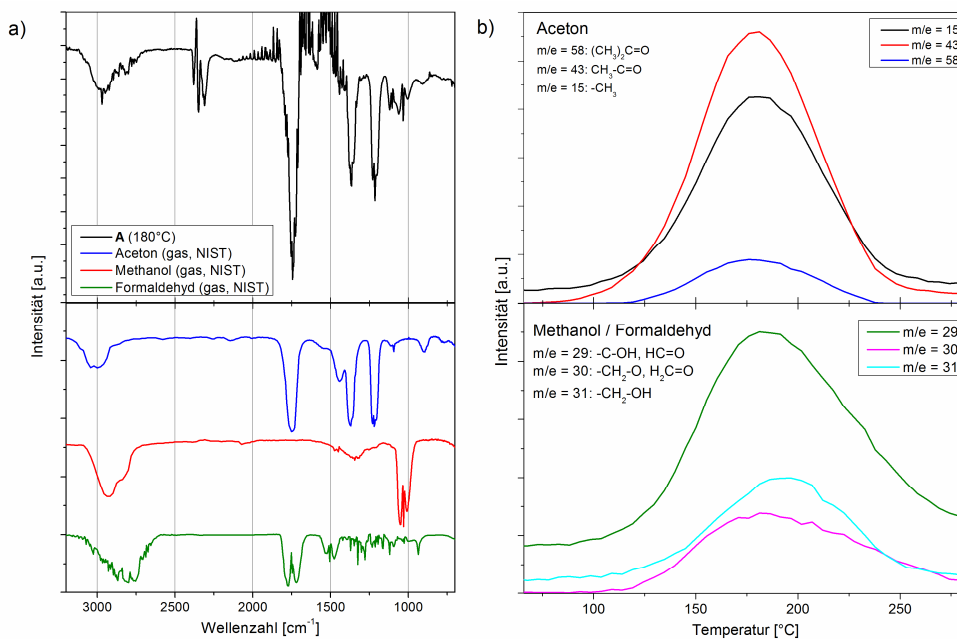 a)
Intensität [a.u.]
A (180°C)
Aceton (gas, NIST)
Methanol (gas, NIST)
Formaldehyd (gas, NIST)
3000 2500 2000 1500 1000
Wellenzahl [cm⁻¹]
b)
Intensität [a.u.]
Aceton
m/e = 58: (CH₃)₂C=O
m/e = 43: CH₃-C=O
m/e = 15: -CH₃
m/e = 15
m/e = 43
m/e = 58
Methanol / Formaldehyd
m/e = 29: -C-OH, HC=O
m/e = 30: -CH₂-O, H₂C=O
m/e = 31: -CH₂-OH
m/e = 29
m/e = 30
m/e = 31
100 150 200 250
Temperatur [°C]